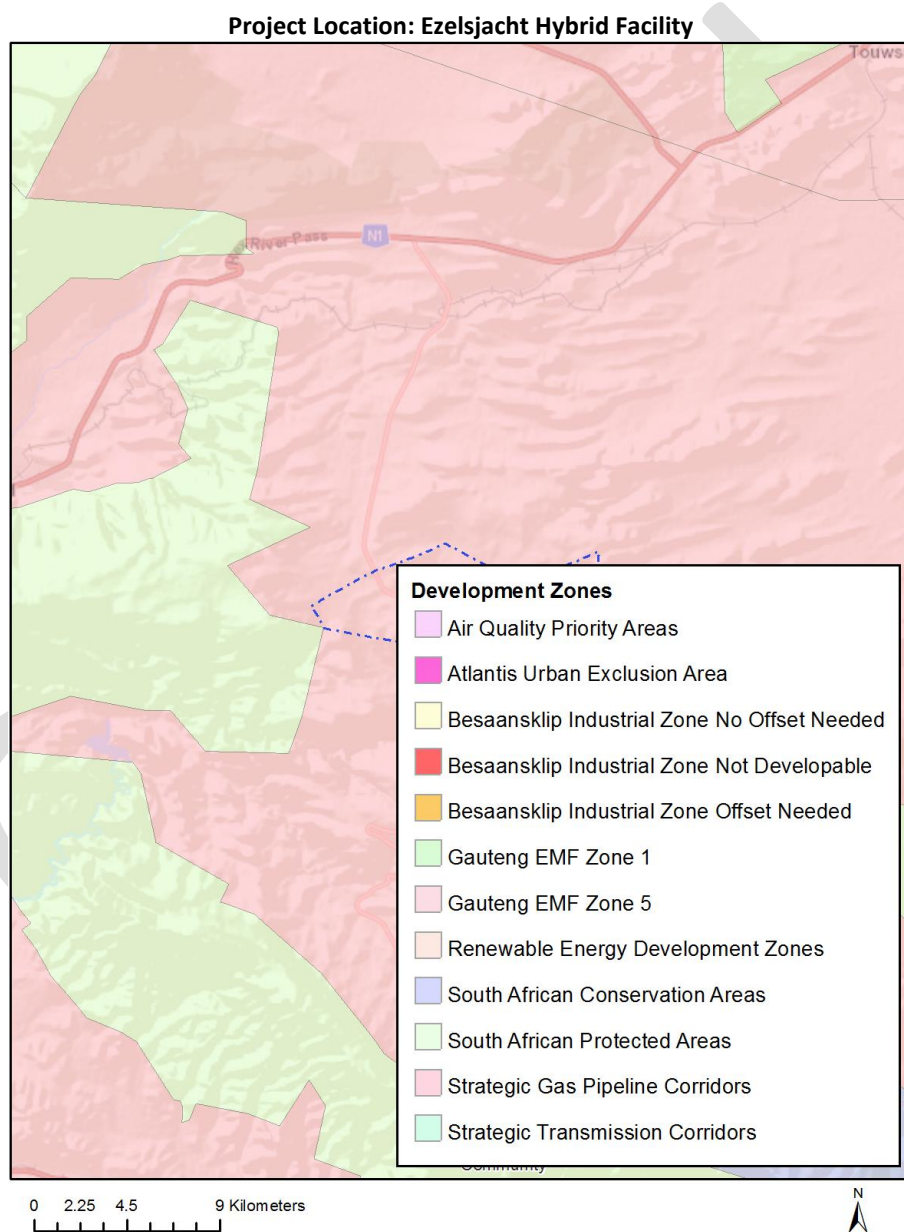 Project Location: Ezelsjacht Hybrid Facility
Touws
River Pass
N1
Development Zones
Air Quality Priority Areas
Atlantis Urban Exclusion Area
Besaansklip Industrial Zone No Offset Needed
Besaansklip Industrial Zone Not Developable
Besaansklip Industrial Zone Offset Needed
Gauteng EMF Zone 1
Gauteng EMF Zone 5
Renewable Energy Development Zones
South African Conservation Areas
South African Protected Areas
Strategic Gas Pipeline Corridors
Strategic Transmission Corridors
Community
0 2.25 4.5 9 Kilometers
N